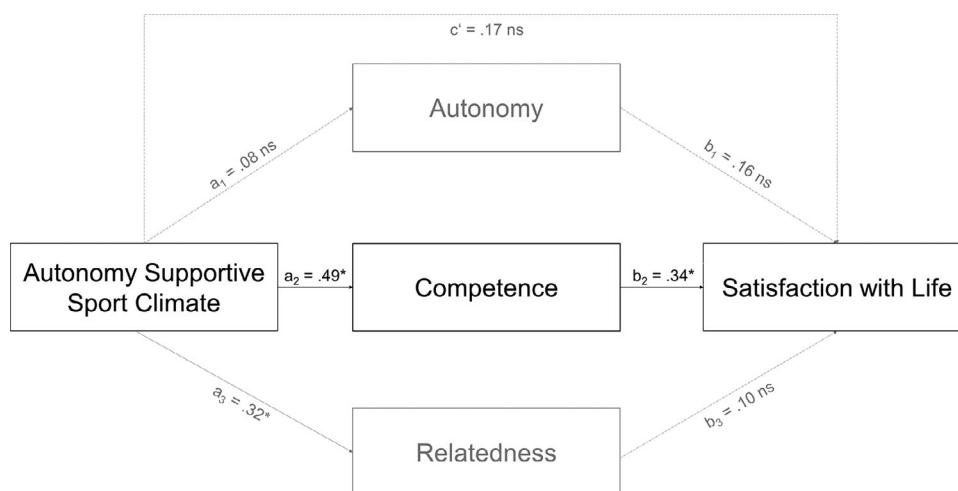 c‘ = .17 ns
Autonomy
a₁ = .08 ns
b₁ = .16 ns
Autonomy Supportive
Sport Climate
a₂ = .49*
Competence
b₂ = .34*
Satisfaction with Life
a₃ = .32*
b₃ = .10 ns
Relatedness